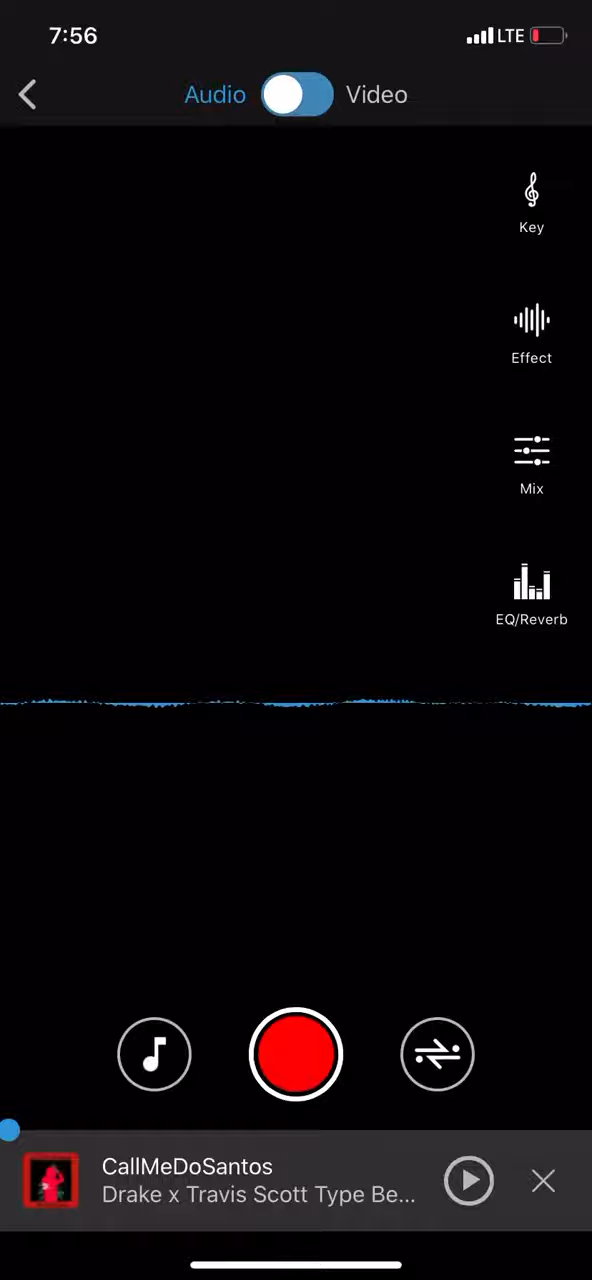 7:56
LTE
Audio
Video
Key
Effect
Mix
EQ/Reverb
CallMeDoSantos
Drake x Travis Scott Type Be...